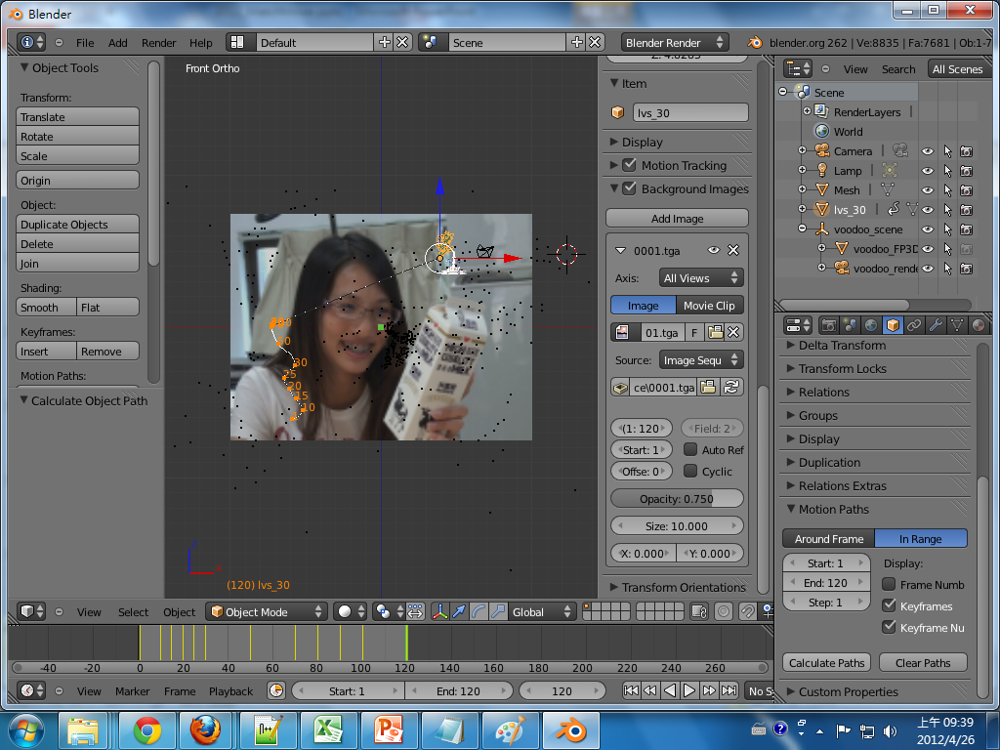 Blender
File Add Render Help Default Scene Blender Render blender.org 262 | Ve:8835 | Fa:7681 | Ob:1-7
Object Tools
Transform:
Translate
Rotate
Scale
Origin
Object:
Duplicate Objects
Delete
Join
Shading:
Smooth Flat
Keyframes:
Insert Remove
Motion Paths:
Calculate Object Path
Front Ortho
30
25
20
15
10
(120) lvs_30
Item
lvs_30
Display
Motion Tracking
Background Images
Add Image
0001.tga
Axis: All Views
Image Movie Clip
01.tga F
Source: Image Sequ
ce\0001.tga
(1: 120 Field: 2
Start: 1 Auto Ref
Offse: 0 Cyclic
Opacity: 0.750
Size: 10.000
X: 0.000 Y: 0.000
Transform Orientations
View Search All Scenes
Scene
RenderLayers
World
Camera
Lamp
Mesh
lvs_30
voodoo_scene
voodoo_FP3D
voodoo_rende
Delta Transform
Transform Locks
Relations
Groups
Display
Duplication
Relations Extras
Motion Paths
Around Frame In Range
Start: 1 Display:
End: 120 Frame Numb
Step: 1 Keyframes
Keyframe Nu
Calculate Paths Clear Paths
Custom Properties
View Select Object Object Mode Global
-40 -20 0 20 40 60 80 100 120 140 160 180 200 220 240 260
View Marker Frame Playback Start: 1 End: 120 120 No S
上午 09:39
2012/4/26